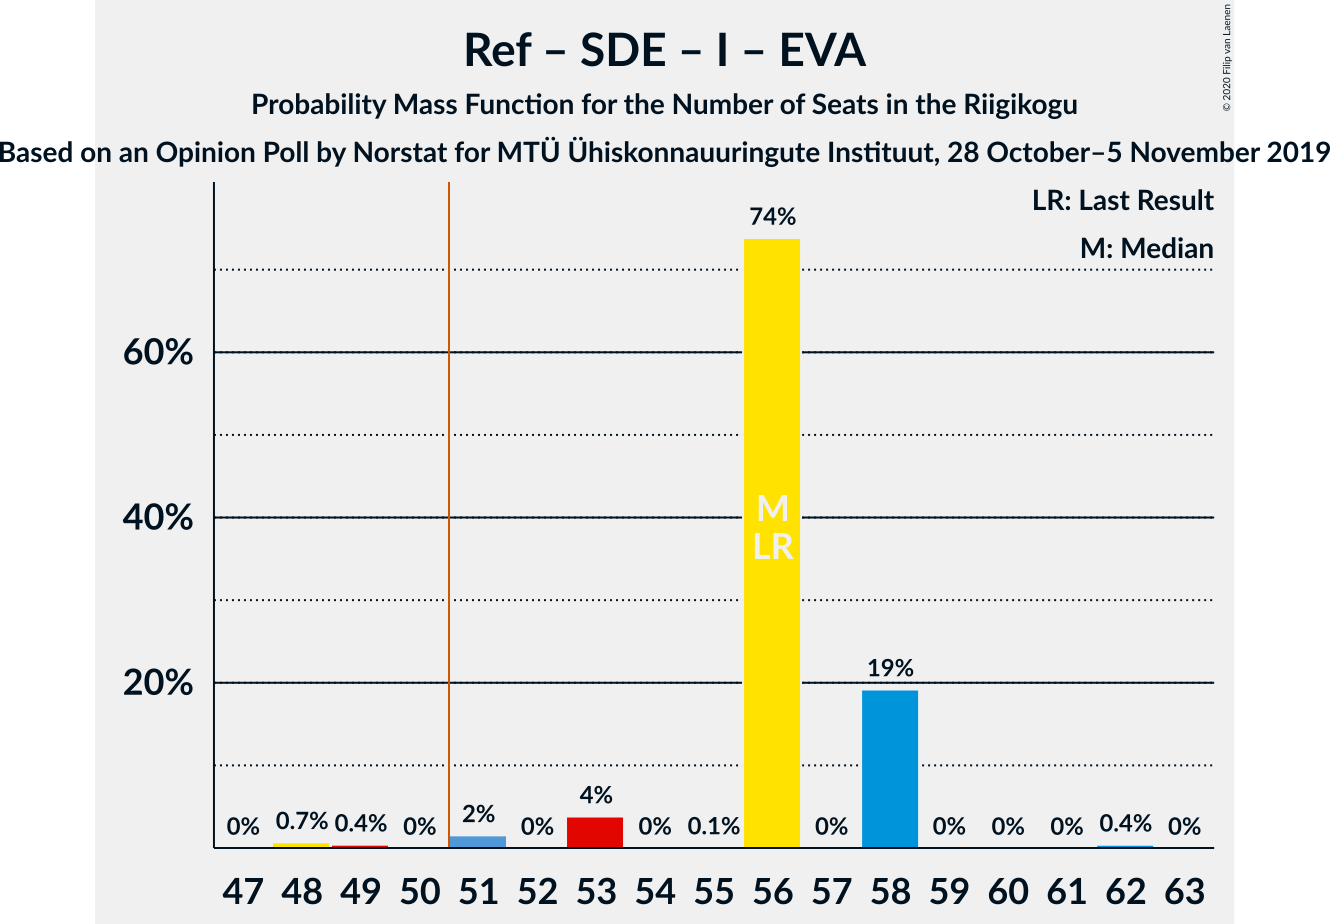 Ref – SDE – I – EVA
Probability Mass Function for the Number of Seats in the Riigikogu
Based on an Opinion Poll by Norstat for MTÜ Ühiskonnauuringute Instituut, 28 October–5 November 2019
© 2020 Filip van Laenen
LR: Last Result
M: Median
60%
40%
20%
0% 0.7% 0.4% 0% 2% 0% 4% 0% 0.1% 74% 0% 19% 0% 0% 0% 0.4% 0%
M
LR
47 48 49 50 51 52 53 54 55 56 57 58 59 60 61 62 63